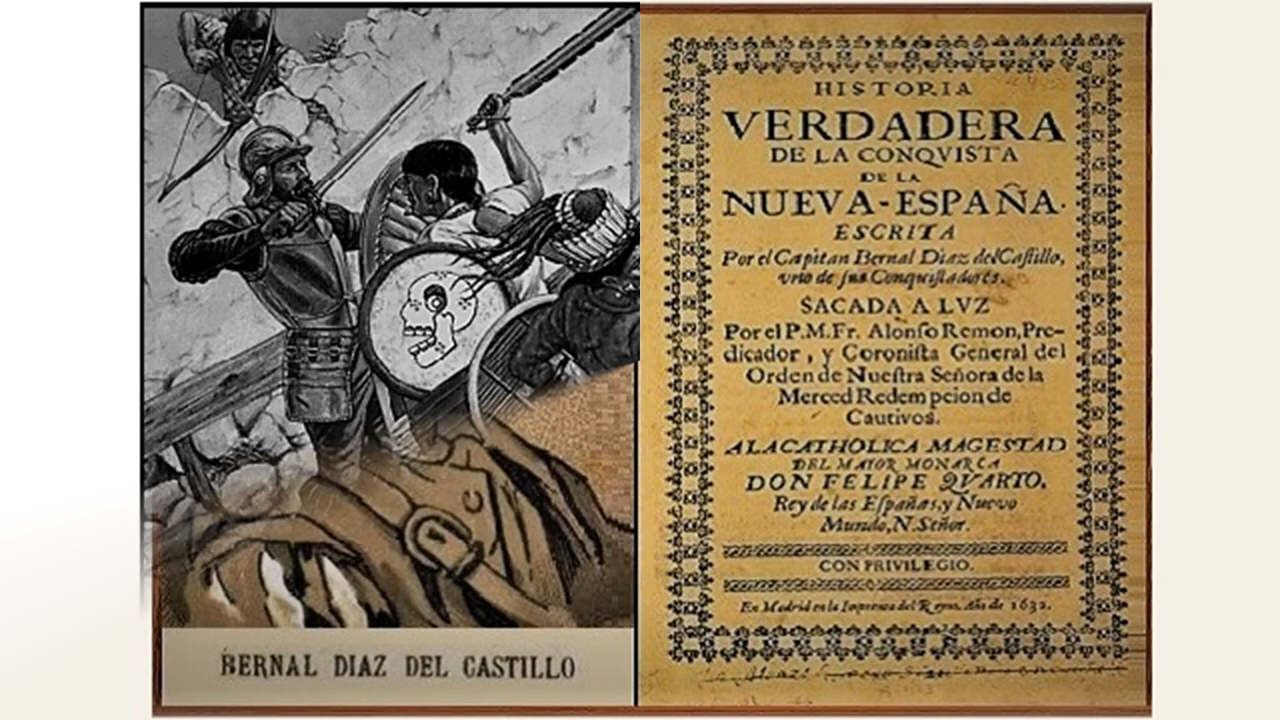 BERNAL DIAZ DEL CASTILLO
HISTORIA
VERDADERA
DE LA CONQVISTA
DE LA
NUEVA-ESPAÑA.
ESCRITA
Por el Capitan Bernal Diaz del Caſtillo,
vno de ſus Conquiſtadores.
SACADA A LVZ
Por el P.M.Fr. Alonſo Remon, Pre-
dicador, y Coroniſta General del
Orden de Nueſtra Señora de la
Merced Redempcion de
Cautivos.
A LA CATHOLICA MAGESTAD
DEL MAYOR MONARCA
DON FELIPE QVARTO,
Rey de las Eſpañas, y Nuevo
Mundo, N. Señor.
CON PRIVILEGIO.
En Madrid en la Imprenta del Reyno. Año de 1632.